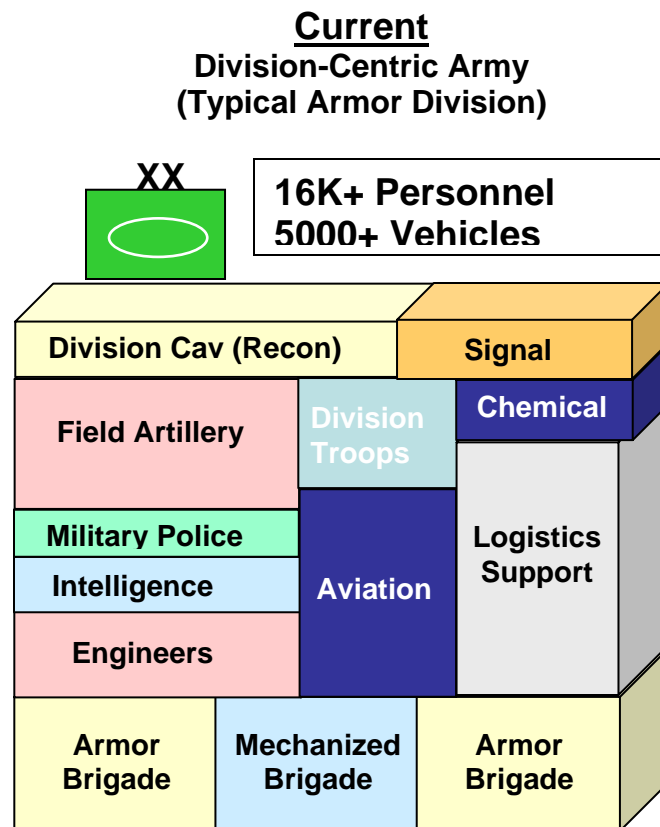 Current
Division-Centric Army
(Typical Armor Division)
XX
16K+ Personnel
5000+ Vehicles
Division Cav (Recon)
Signal
Field Artillery
Division
Troops
Chemical
Military Police
Intelligence
Engineers
Aviation
Logistics
Support
Armor
Brigade
Mechanized
Brigade
Armor
Brigade